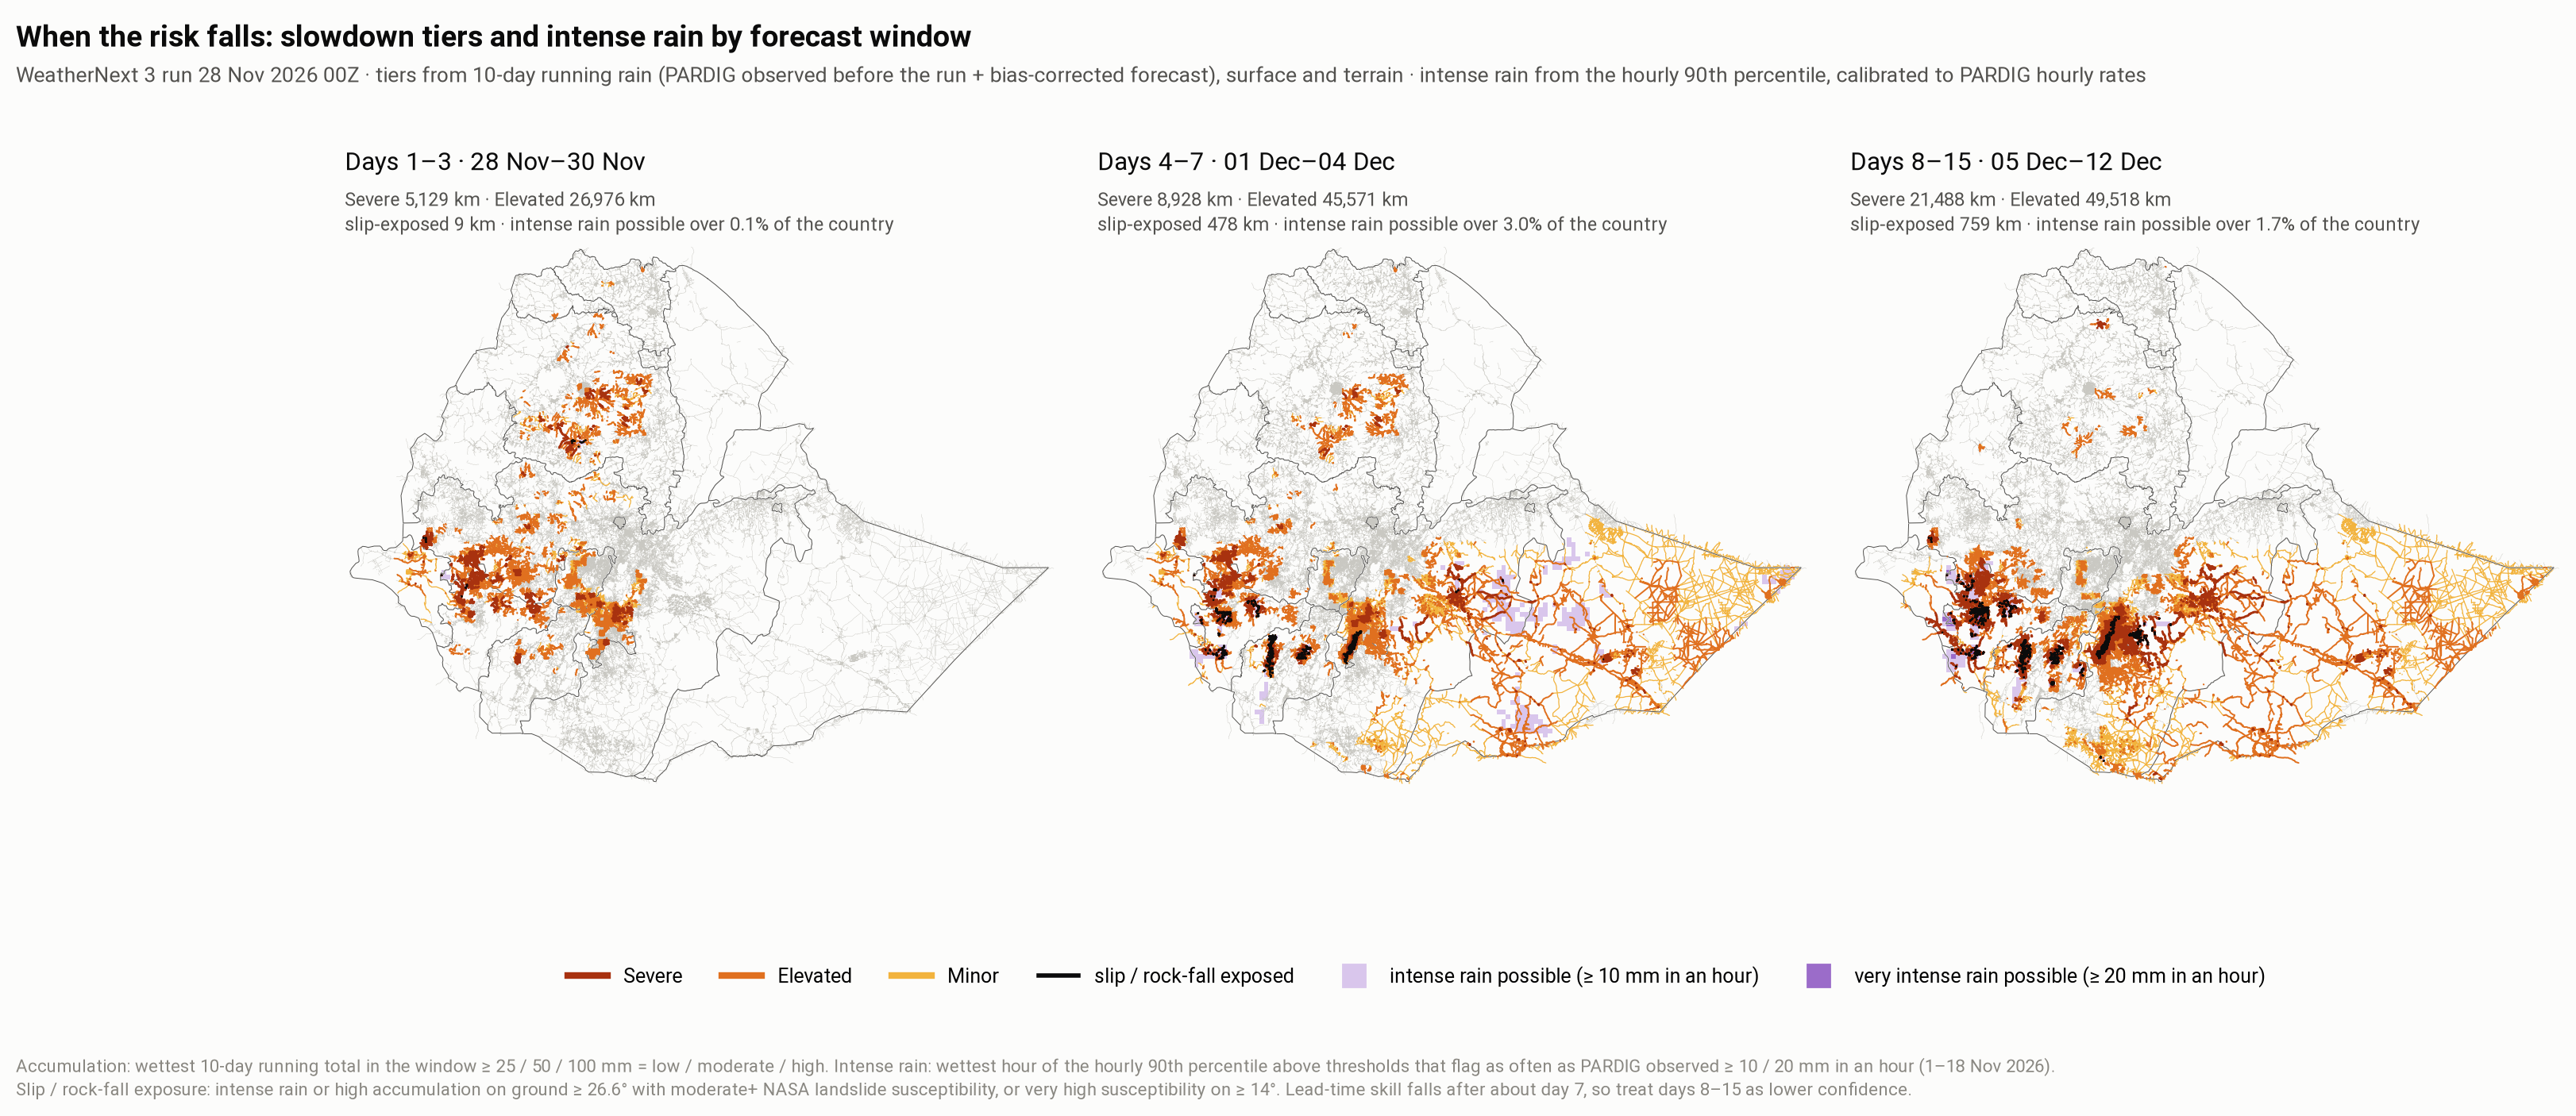 When the risk falls: slowdown tiers and intense rain by forecast window
WeatherNext 3 run 28 Nov 2026 00Z · tiers from 10-day running rain (PARDIG observed before the run + bias-corrected forecast), surface and terrain · intense rain from the hourly 90th percentile, calibrated to PARDIG hourly rates
Days 1–3 · 28 Nov–30 Nov
Severe 5,129 km · Elevated 26,976 km
slip-exposed 9 km · intense rain possible over 0.1% of the country
Days 4–7 · 01 Dec–04 Dec
Severe 8,928 km · Elevated 45,571 km
slip-exposed 478 km · intense rain possible over 3.0% of the country
Days 8–15 · 05 Dec–12 Dec
Severe 21,488 km · Elevated 49,518 km
slip-exposed 759 km · intense rain possible over 1.7% of the country
Severe
Elevated
Minor
slip / rock-fall exposed
intense rain possible (≥ 10 mm in an hour)
very intense rain possible (≥ 20 mm in an hour)
Accumulation: wettest 10-day running total in the window ≥ 25 / 50 / 100 mm = low / moderate / high. Intense rain: wettest hour of the hourly 90th percentile above thresholds that flag as often as PARDIG observed ≥ 10 / 20 mm in an hour (1–18 Nov 2026).
Slip / rock-fall exposure: intense rain or high accumulation on ground ≥ 26.6° with moderate+ NASA landslide susceptibility, or very high susceptibility on ≥ 14°. Lead-time skill falls after about day 7, so treat days 8–15 as lower confidence.